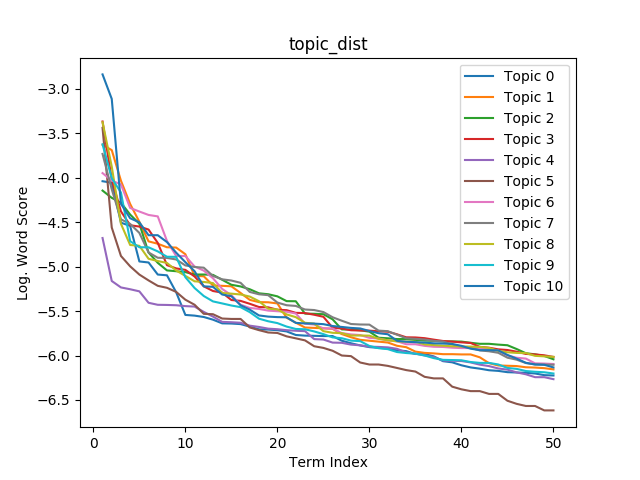 topic_dist
Log. Word Score
−3.0
−3.5
−4.0
−4.5
−5.0
−5.5
−6.0
−6.5
Topic 0
Topic 1
Topic 2
Topic 3
Topic 4
Topic 5
Topic 6
Topic 7
Topic 8
Topic 9
Topic 10
0 10 20 30 40 50
Term Index